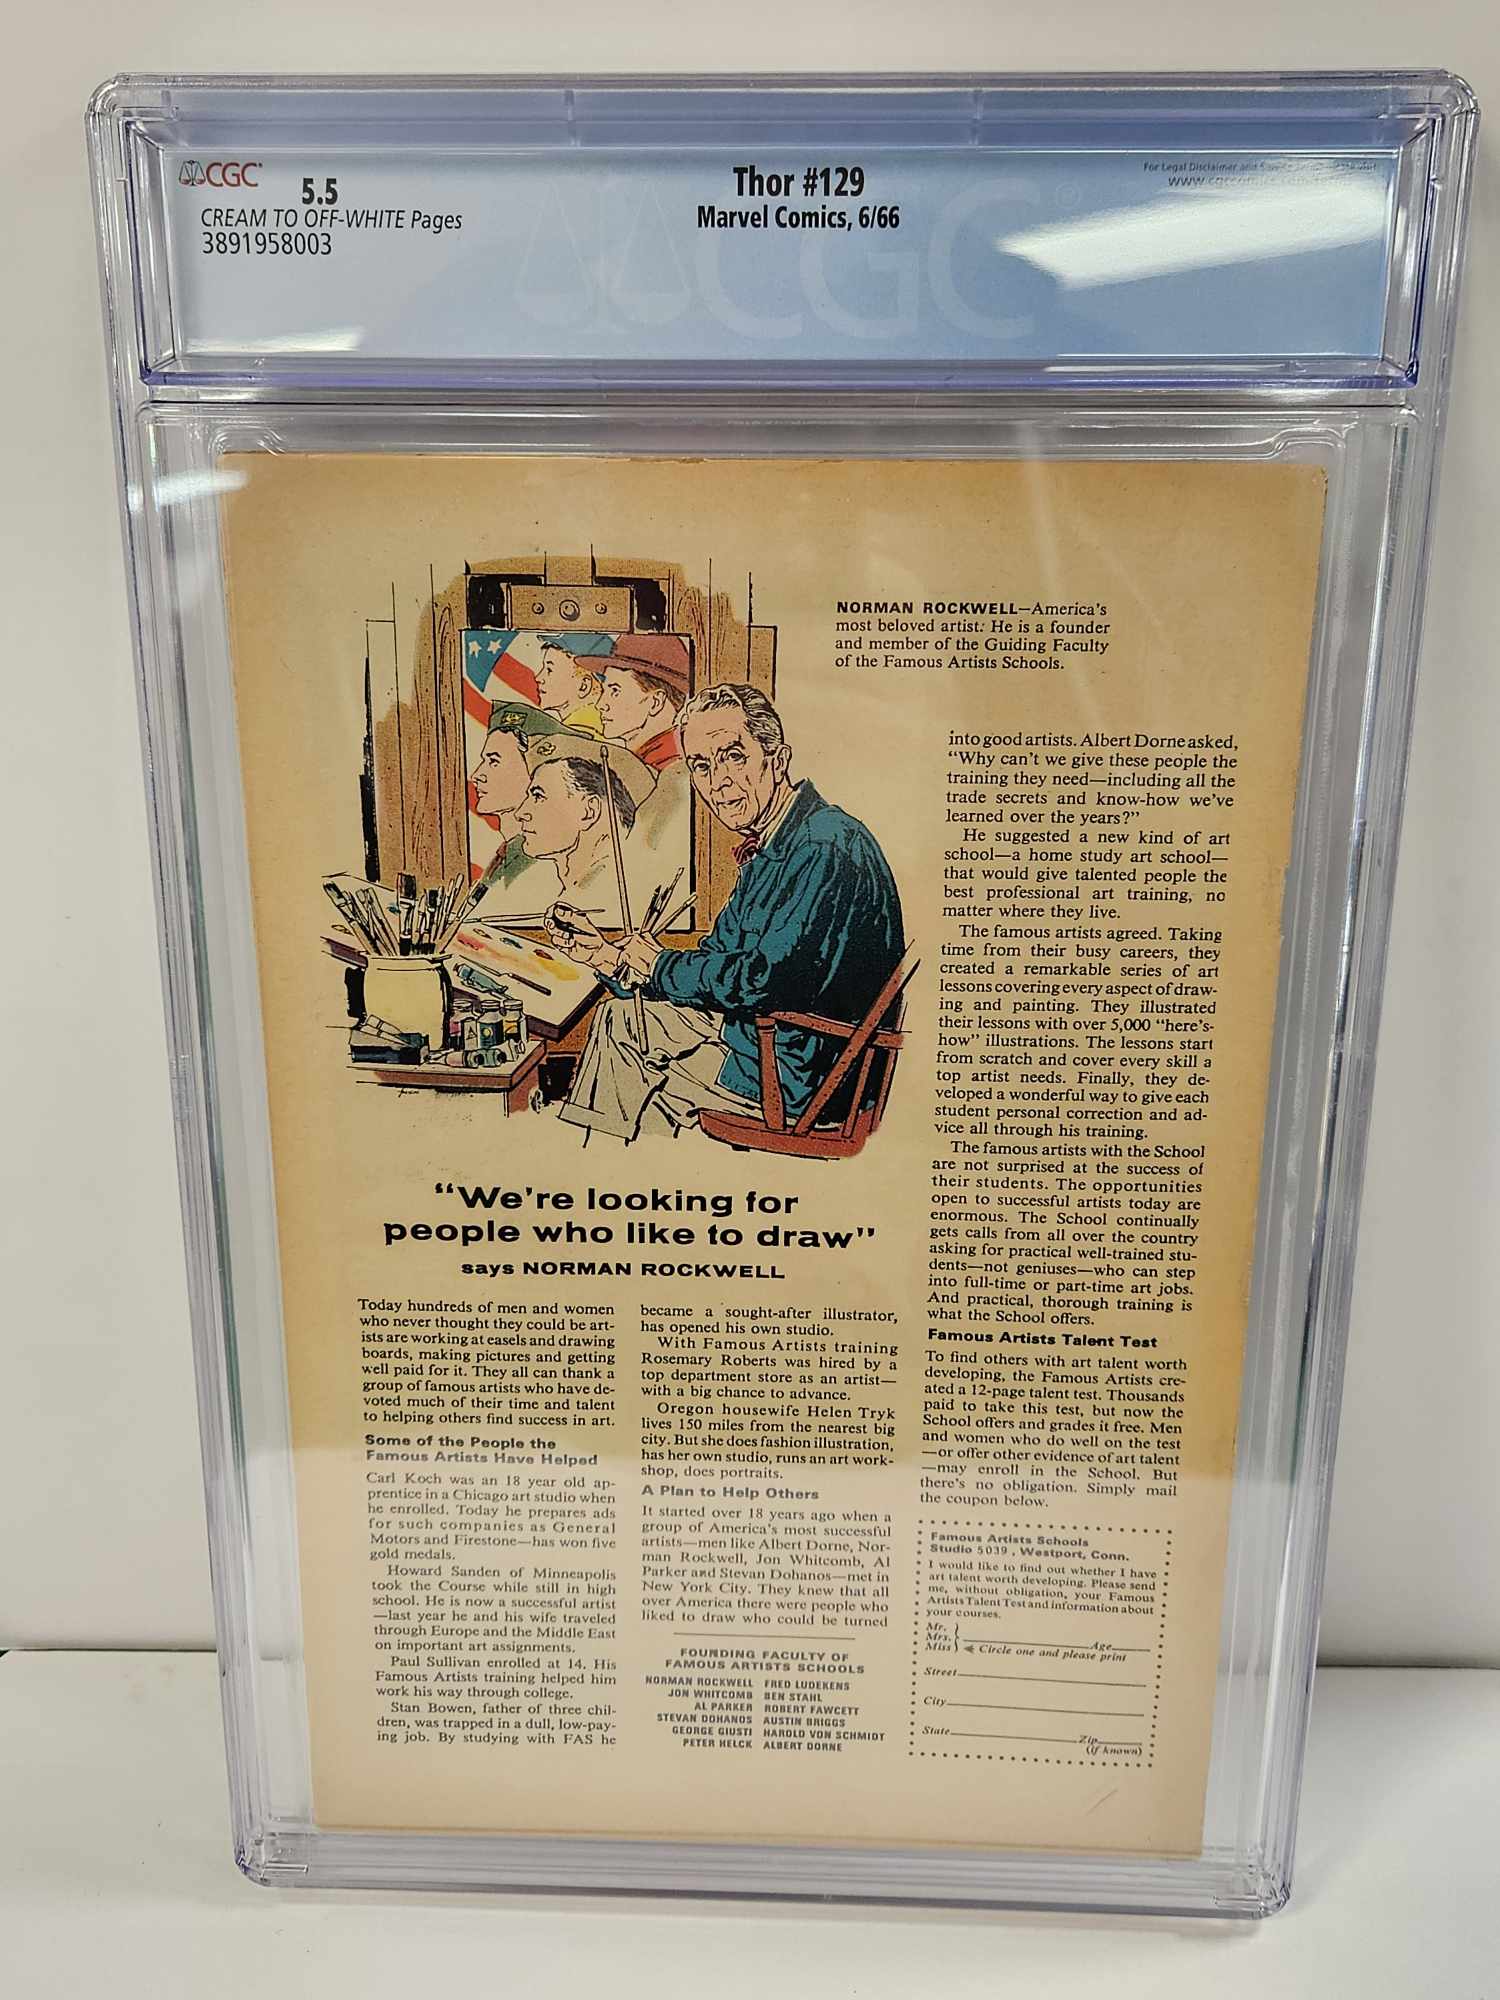 CGC
5.5
CREAM TO OFF-WHITE Pages
3891958003
Thor #129
Marvel Comics, 6/66
For Legal Disclaimer and
CGC
NORMAN ROCKWELL—America's
most beloved artist: He is a founder
and member of the Guiding Faculty
of the Famous Artists Schools.
"We're looking for
people who like to draw"
says NORMAN ROCKWELL
Today hundreds of men and women
who never thought they could be art-
ists are working at easels and drawing
boards, making pictures and getting
well paid for it. They all can thank a
group of famous artists who have de-
voted much of their time and talent
to helping others find success in art.
Some of the People the
Famous Artists Have Helped
Carl Koch was an 18 year old ap-
prentice in a Chicago art studio when
he enrolled. Today he prepares ads
for such companies as General
Motors and Firestone—has won five
gold medals.
Howard Sanden of Minneapolis
took the Course while still in high
school. He is now a successful artist
—last year he and his wife traveled
through Europe and the Middle East
on important art assignments.
Paul Sullivan enrolled at 14. His
Famous Artists training helped him
work his way through college.
Stan Bowen, father of three chil-
dren, was trapped in a dull, low-pay-
ing job. By studying with FAS he
became a sought-after illustrator,
has opened his own studio.
With Famous Artists training
Rosemary Roberts was hired by a
top department store as an artist—
with a big chance to advance.
Oregon housewife Helen Tryk
lives 150 miles from the nearest big
city. But she does fashion illustration,
has her own studio, runs an art work-
shop, does portraits.
A Plan to Help Others
It started over 18 years ago when a
group of America's most successful
artists—men like Albert Dorne, Nor-
man Rockwell, Jon Whitcomb, Al
Parker and Stevan Dohanos—met in
New York City. They knew that all
over America there were people who
liked to draw who could be turned
FOUNDING FACULTY OF
FAMOUS ARTISTS SCHOOLS
NORMAN ROCKWELL FRED LUDEKENS
JON WHITCOMB BEN STAHL
AL PARKER ROBERT FAWCETT
STEVAN DOHANOS AUSTIN BRIGGS
GEORGE GIUSTI HAROLD VON SCHMIDT
PETER HELCK ALBERT DORNE
into good artists. Albert Dorne asked,
"Why can't we give these people the
training they need—including all the
trade secrets and know-how we've
learned over the years?"
He suggested a new kind of art
school—a home study art school—
that would give talented people the
best professional art training, no
matter where they live.
The famous artists agreed. Taking
time from their busy careers, they
created a remarkable series of art
lessons covering every aspect of draw-
ing and painting. They illustrated
their lessons with over 5,000 "here's-
how" illustrations. The lessons start
from scratch and cover every skill a
top artist needs. Finally, they de-
veloped a wonderful way to give each
student personal correction and ad-
vice all through his training.
The famous artists with the School
are not surprised at the success of
their students. The opportunities
open to successful artists today are
enormous. The School continually
gets calls from all over the country
asking for practical well-trained stu-
dents—not geniuses—who can step
into full-time or part-time art jobs.
And practical, thorough training is
what the School offers.
Famous Artists Talent Test
To find others with art talent worth
developing, the Famous Artists cre-
ated a 12-page talent test. Thousands
paid to take this test, but now the
School offers and grades it free. Men
and women who do well on the test
—or offer other evidence of art talent
—may enroll in the School. But
there's no obligation. Simply mail
the coupon below.
Famous Artists Schools
Studio 5039, Westport, Conn.
I would like to find out whether I have
art talent worth developing. Please send
me, without obligation, your Famous
Artists Talent Test and information about
your courses.
Mr.
Mrs. Age
Miss Circle one and please print
Street
City
State Zip
(if known)